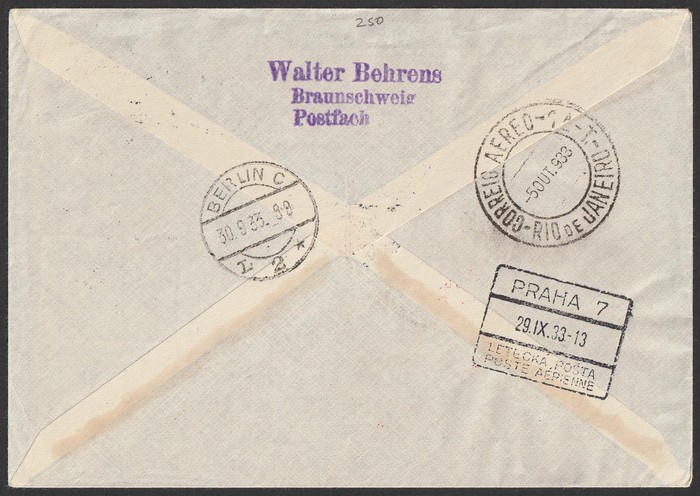 250
Walter Behrens
Braunschweig
Postfach
CORREIO AEREO
5OUT.933
RIO DE JANEIRO
BERLIN C
30.9.33. 8-9
L 2 *
PRAHA 7
29.IX.33-13
LETECKÁ POŠTA
POSTE AÉRIENNE